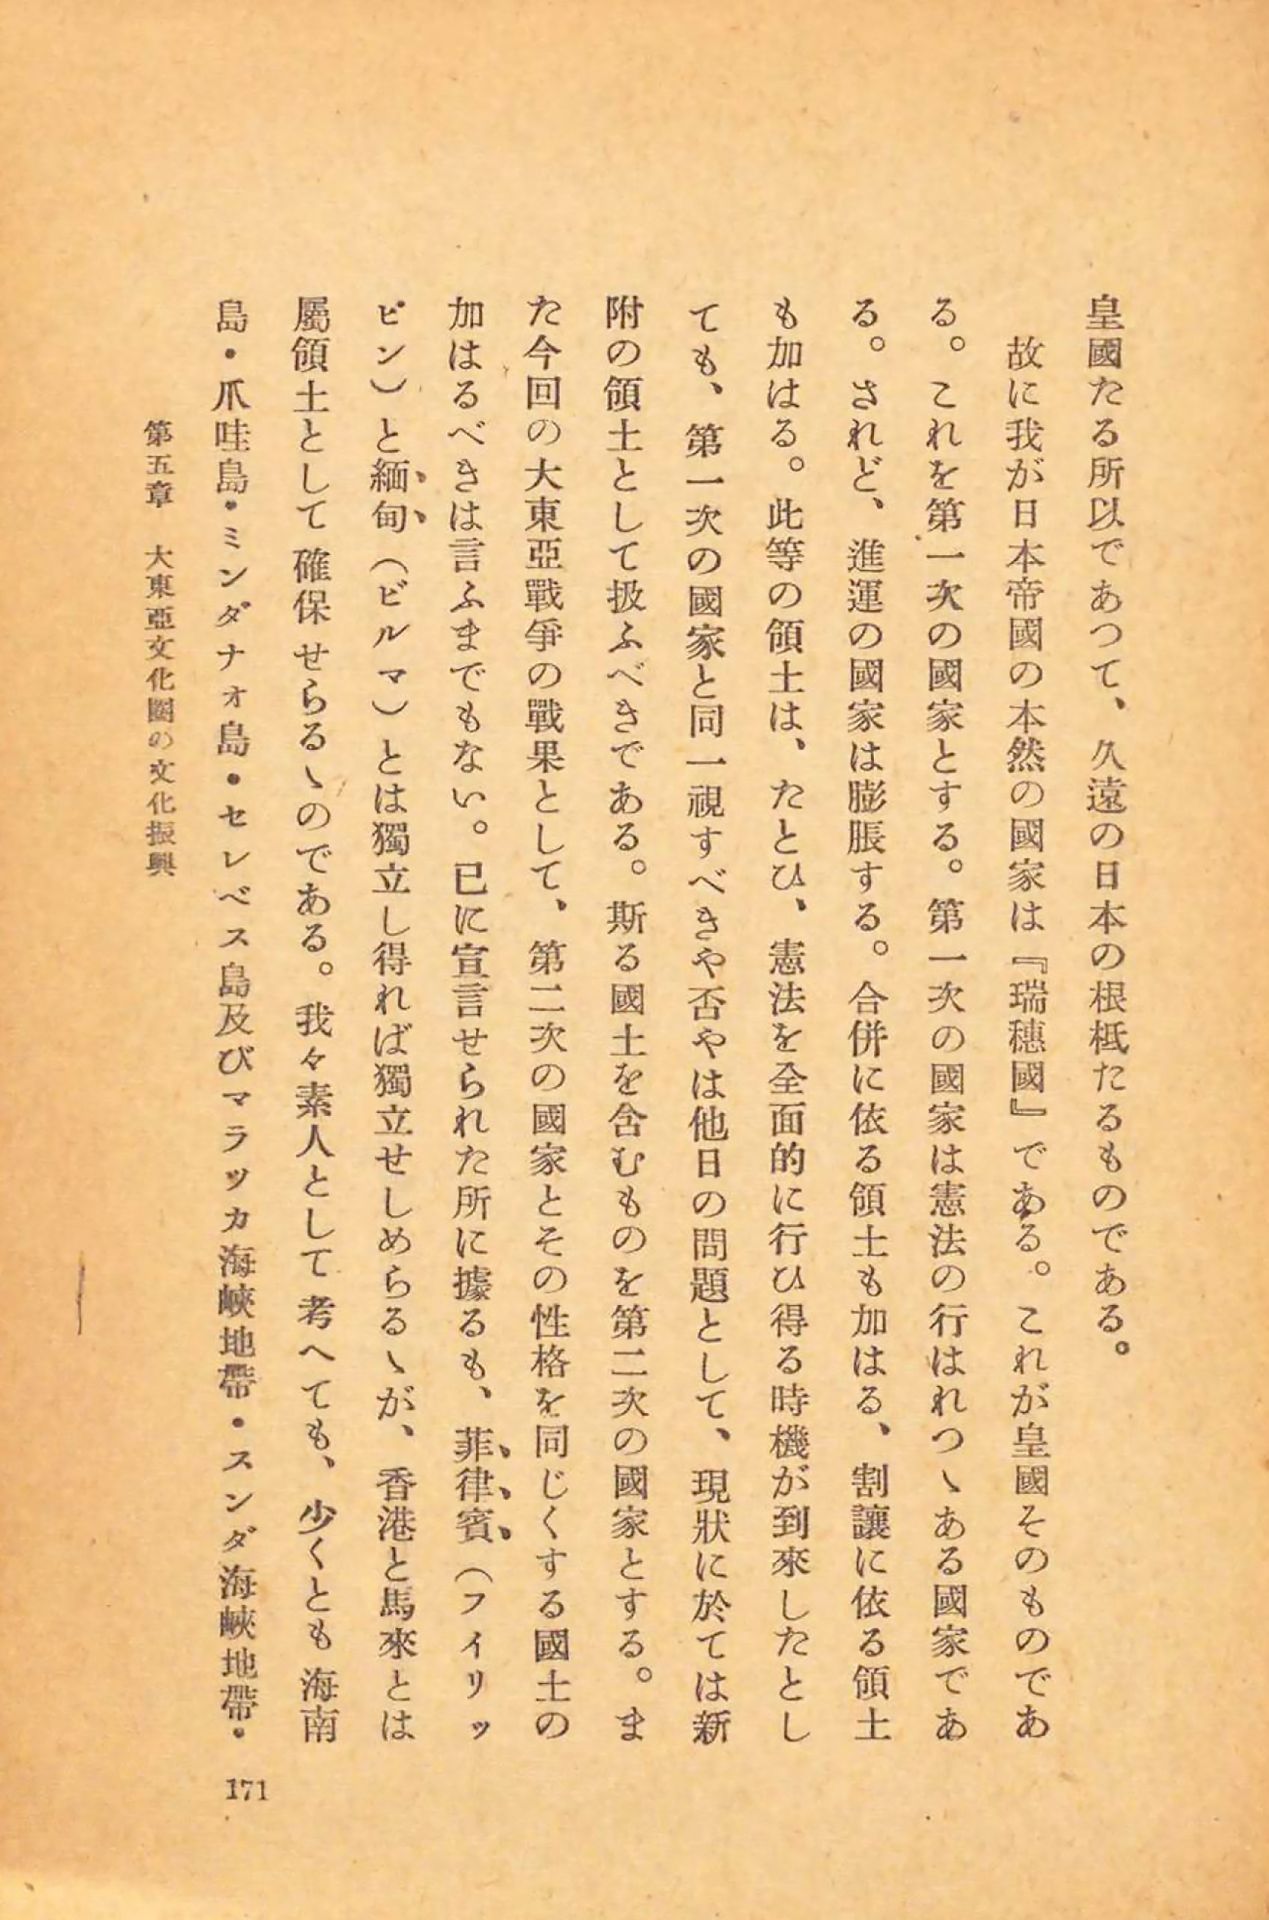 皇國たる所以であつて、久遠の日本の根柢たるものである。
故に我が日本帝國の本然の國家は『瑞穗國』である。これが皇國そのものであ
る。これを第一次の國家とする。第一次の國家は憲法の行はれつゝある國家であ
る。されど、進運の國家は膨脹する。合併に依る領土も加はる、割讓に依る領土
も加はる。此等の領土は、たとひ、憲法を全面的に行ひ得る時機が到來したとし
ても、第一次の國家と同一視すべきや否やは他日の問題として、現狀に於ては新
附の領土として扱ふべきである。斯る國土を含むものを第二次の國家とする。ま
た今回の大東亞戰爭の戰果として、第二次の國家とその性格を同じくする國土の
加はるべきは言ふまでもない。已に宣言せられた所に據るも、菲律賓（フィリッ
ピン）と緬甸（ビルマ）とは獨立し得れば獨立せしめらるゝが、香港と馬來とは
屬領土として確保せらるゝのである。我々素人として考へても、少くとも海南
島・爪哇島・ミンダナォ島・セレベス島及びマラッカ海峽地帶・スンダ海峽地帶・
第五章　大東亞文化圈の文化振興
171